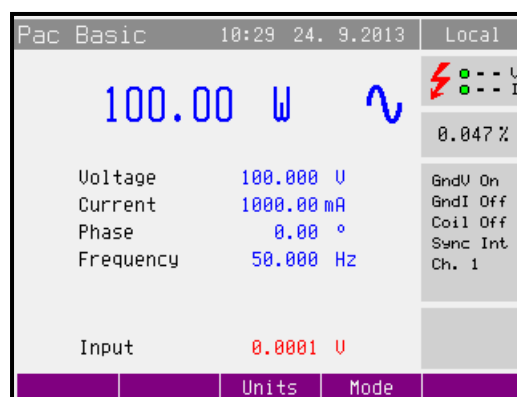 Pac Basic 10:29 24. 9.2013 Local
100.00 W
V
I
0.047 %
Voltage 100.000 V
Current 1000.00 mA
Phase 0.00 °
Frequency 50.000 Hz
GndV On
GndI Off
Coil Off
Sync Int
Ch. 1
Input 0.0001 V
Units Mode